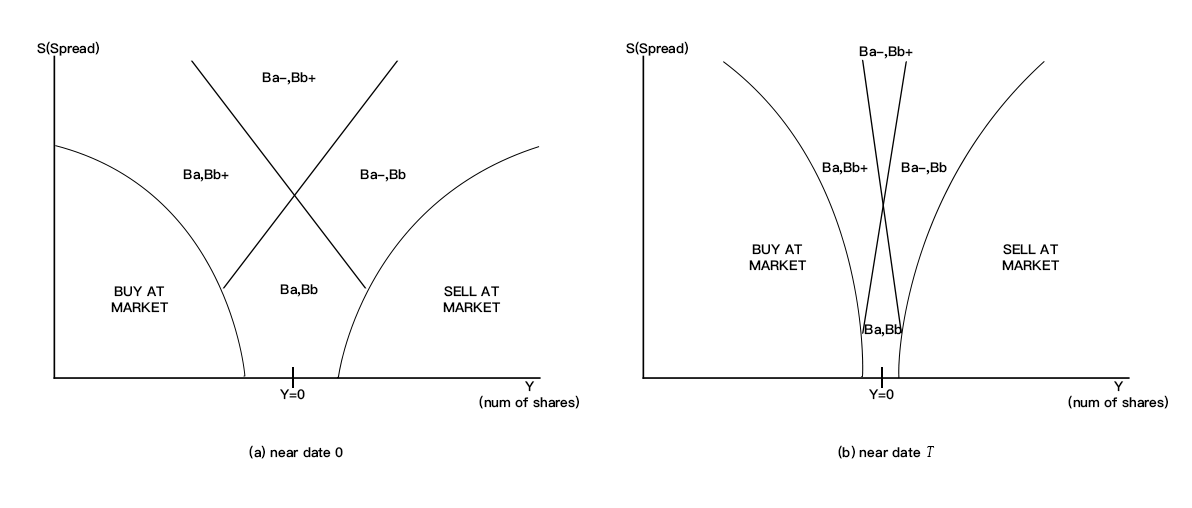 S(Spread)
Ba−,Bb+
Ba,Bb+
Ba−,Bb
BUY AT
MARKET
Ba,Bb
SELL AT
MARKET
Y=0
Y
(num of shares)
(a) near date 0
S(Spread)
Ba−,Bb+
Ba,Bb+
Ba−,Bb
BUY AT
MARKET
SELL AT
MARKET
Ba,Bb
Y=0
Y
(num of shares)
(b) near date T